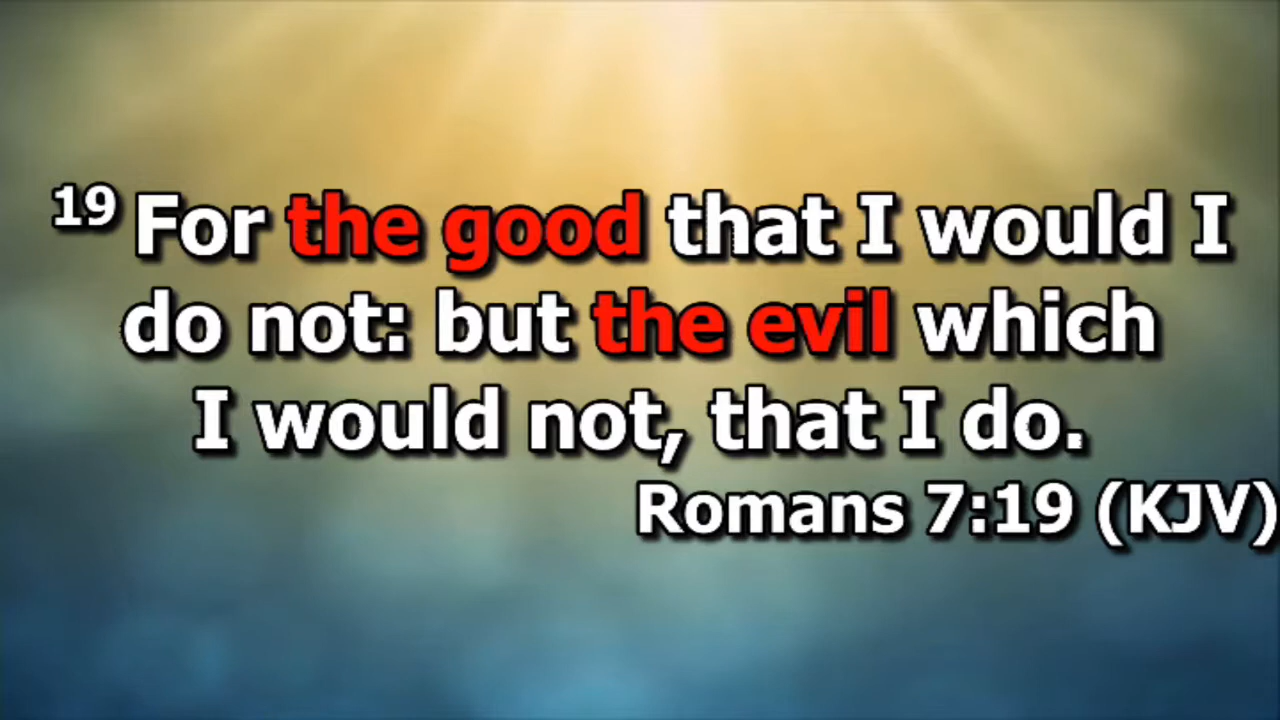 19 For the good that I would I
do not: but the evil which
I would not, that I do.
Romans 7:19 (KJV)